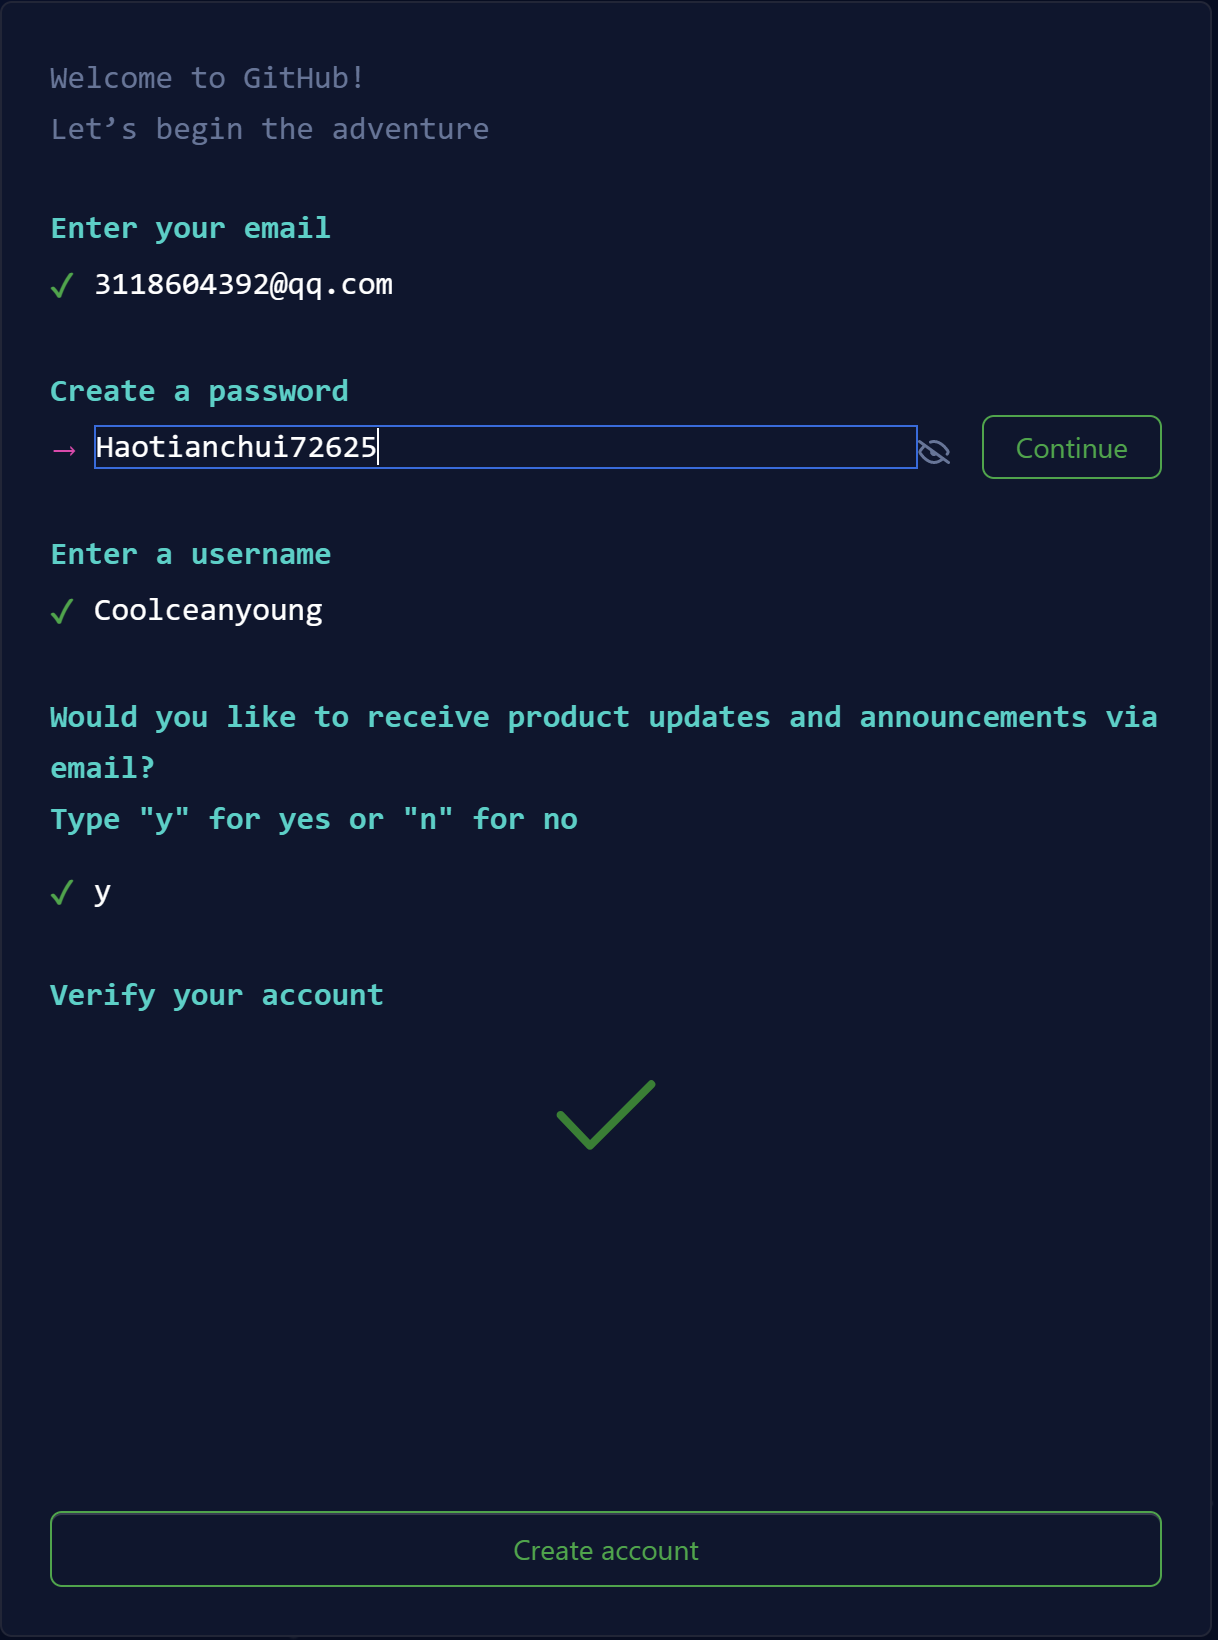 Welcome to GitHub!
Let’s begin the adventure
Enter your email
✓ 3118604392@qq.com
Create a password
→ Haotianchui72625
Continue
Enter a username
✓ Coolceanyoung
Would you like to receive product updates and announcements via
email?
Type "y" for yes or "n" for no
✓ y
Verify your account
Create account